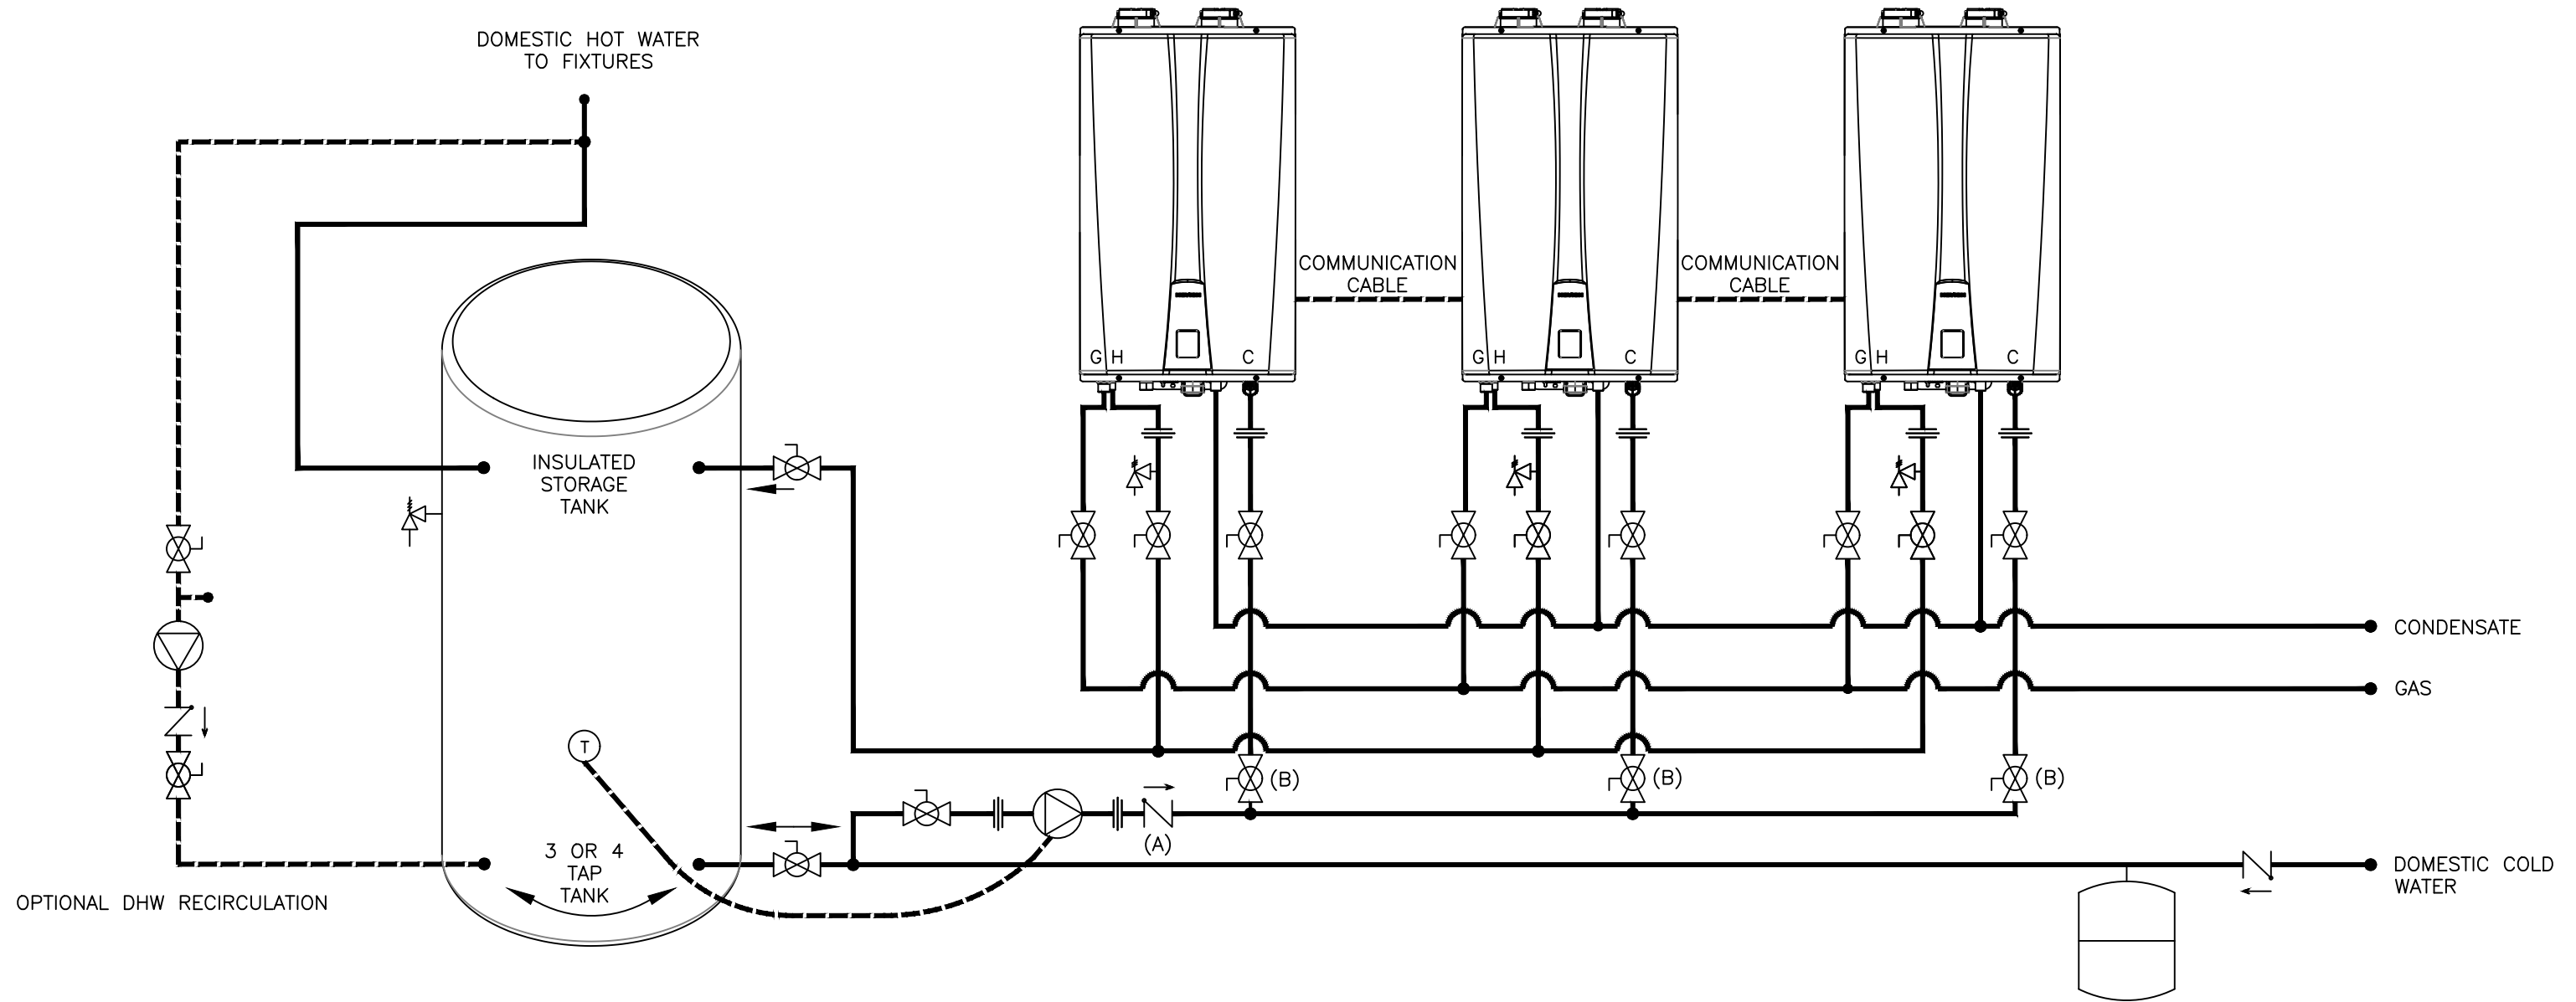 DOMESTIC HOT WATER
TO FIXTURES
COMMUNICATION
CABLE
COMMUNICATION
CABLE
G H
C
G H
C
G H
C
INSULATED
STORAGE
TANK
CONDENSATE
GAS
T
(B)
(B)
(B)
(A)
3 OR 4
TAP
TANK
DOMESTIC COLD
WATER
OPTIONAL DHW RECIRCULATION